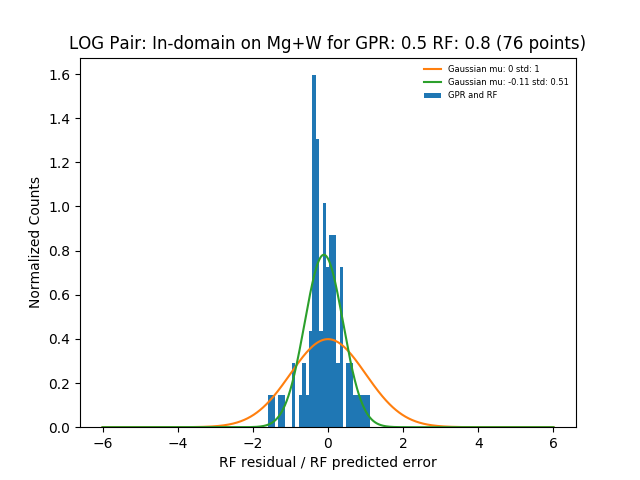 LOG Pair: In-domain on Mg+W for GPR: 0.5 RF: 0.8 (76 points)
Gaussian mu: 0 std: 1
Gaussian mu: -0.11 std: 0.51
GPR and RF
Normalized Counts
1.6
1.4
1.2
1.0
0.8
0.6
0.4
0.2
0.0
−6 −4 −2 0 2 4 6
RF residual / RF predicted error